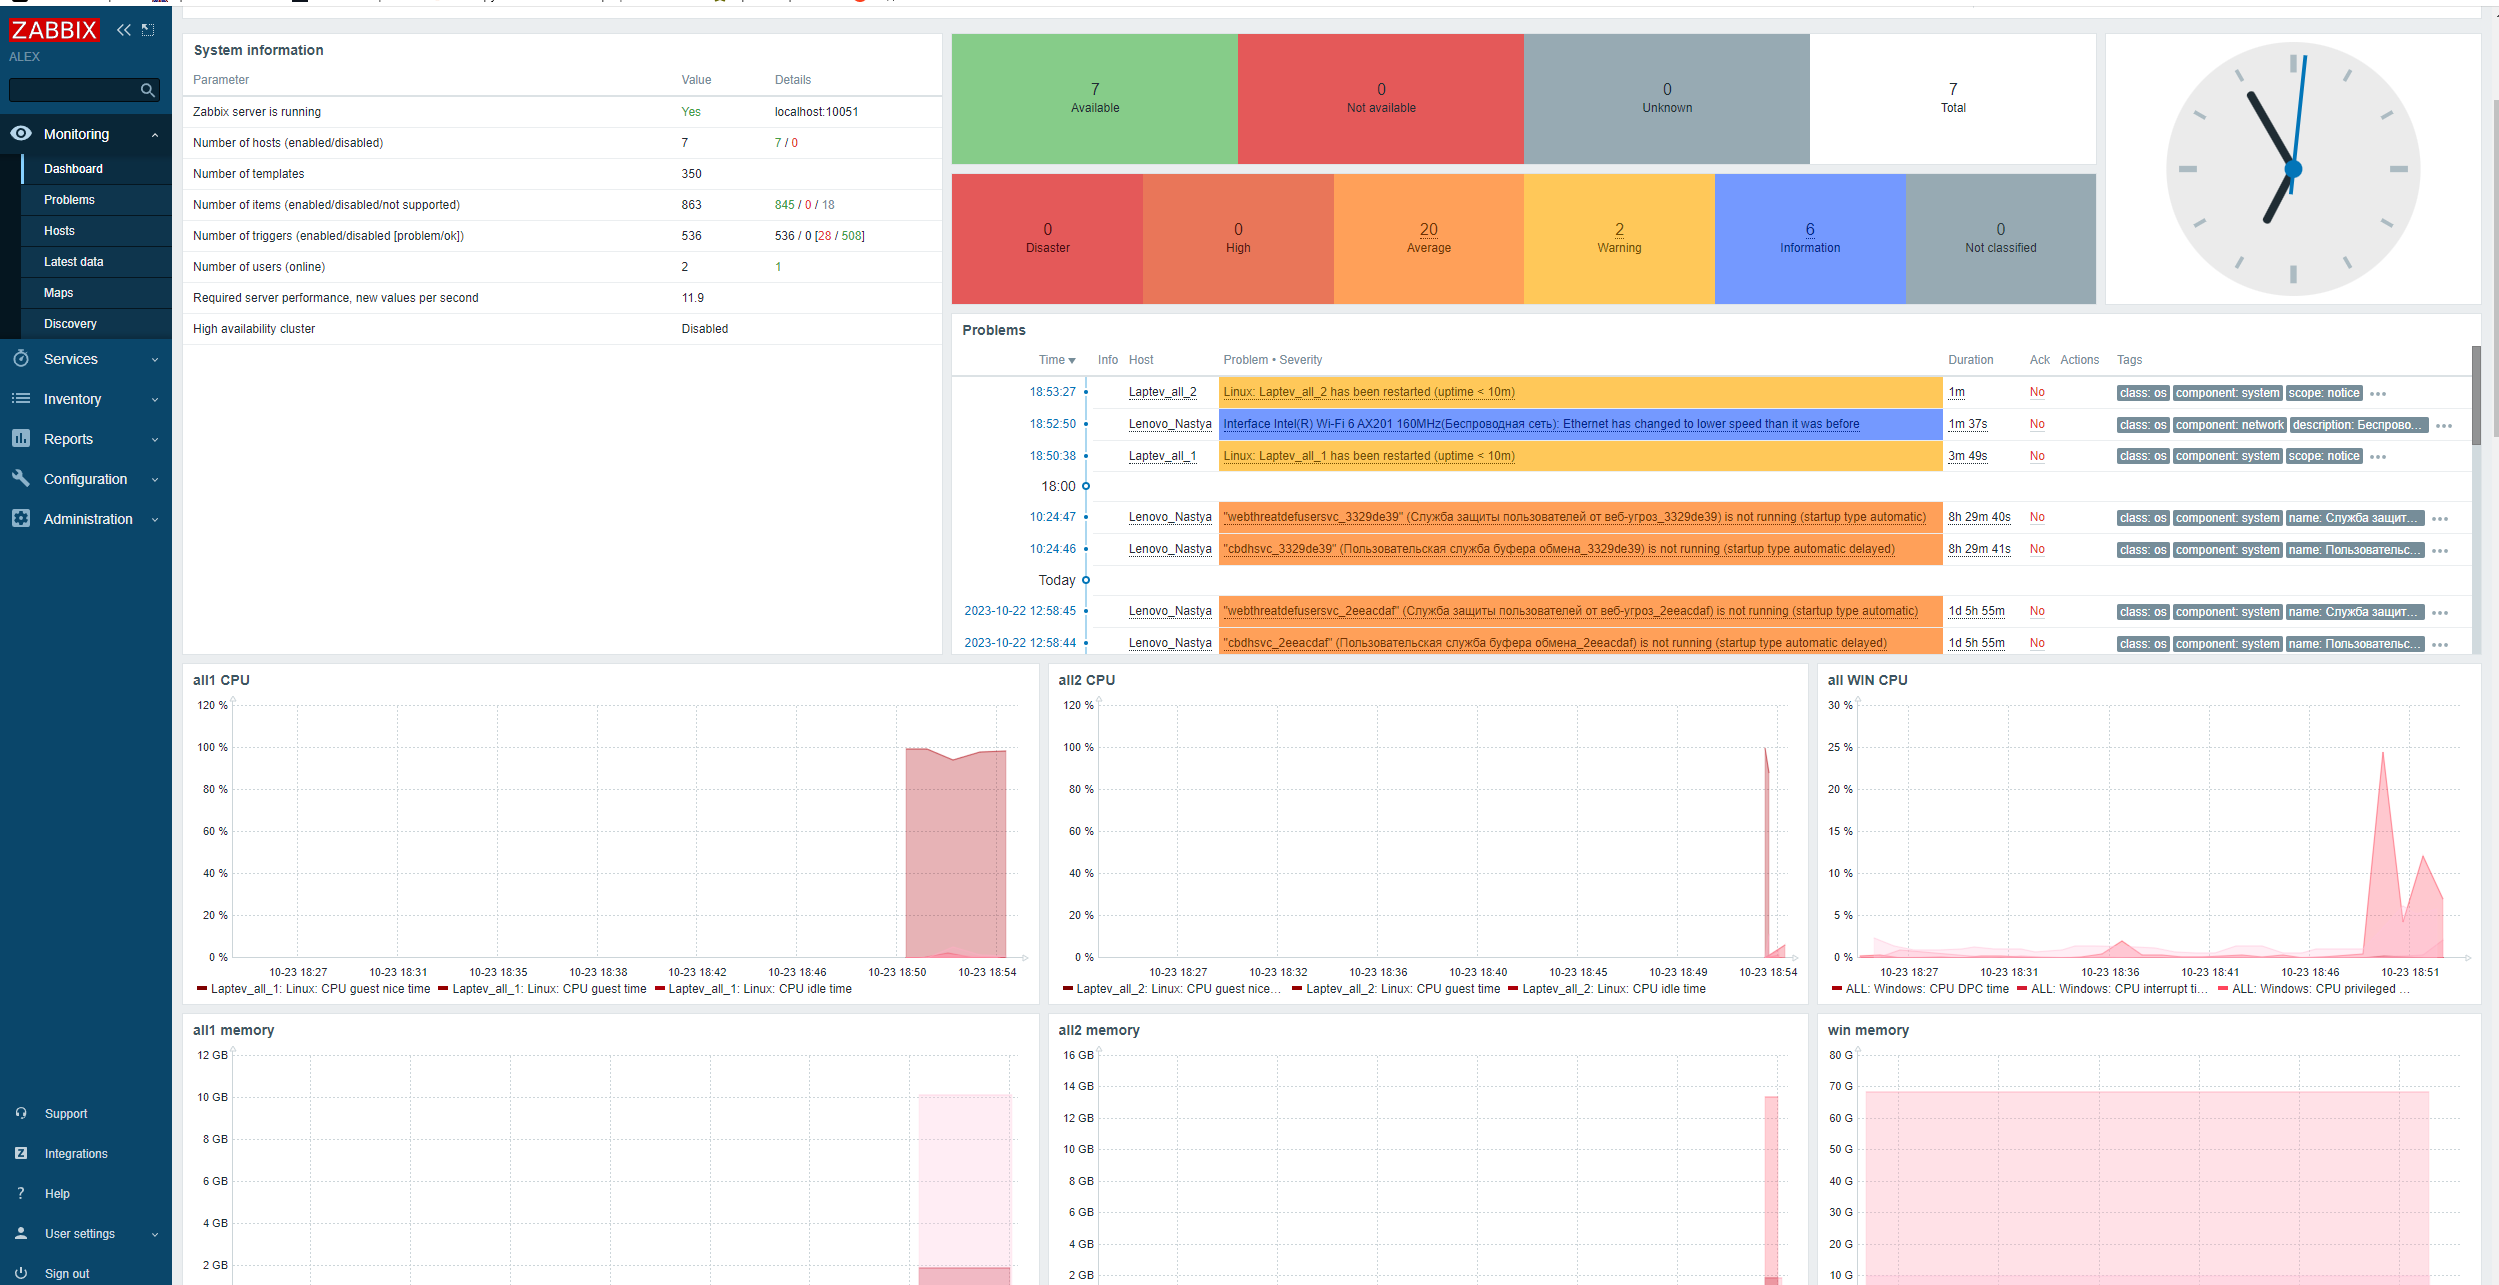 ZABBIX
ALEX
Monitoring
Dashboard
Problems
Hosts
Latest data
Maps
Discovery
Services
Inventory
Reports
Configuration
Administration
Support
Integrations
Help
User settings
Sign out
System information
Parameter Value Details
Zabbix server is running Yes localhost:10051
Number of hosts (enabled/disabled) 7 7 / 0
Number of templates 350
Number of items (enabled/disabled/not supported) 863 845 / 0 / 18
Number of triggers (enabled/disabled [problem/ok]) 536 536 / 0 [28 / 508]
Number of users (online) 2 1
Required server performance, new values per second 11.9
High availability cluster Disabled
7 0 0 7
Available Not available Unknown Total
0 0 20 2 6 0
Disaster High Average Warning Information Not classified
Problems
Time Info Host Problem • Severity Duration Ack Actions Tags
18:53:27 Laptev_all_2 Linux: Laptev_all_2 has been restarted (uptime < 10m) 1m No class: os component: system scope: notice •••
18:52:50 Lenovo_Nastya Interface Intel(R) Wi-Fi 6 AX201 160MHz(Беспроводная сеть): Ethernet has changed to lower speed than it was before 1m 37s No class: os component: network description: Беспрово... •••
18:50:38 Laptev_all_1 Linux: Laptev_all_1 has been restarted (uptime < 10m) 3m 49s No class: os component: system scope: notice •••
18:00
10:24:47 Lenovo_Nastya "webthreatdefusersvc_3329de39" (Служба защиты пользователей от веб-угроз_3329de39) is not running (startup type automatic) 8h 29m 40s No class: os component: system name: Служба защит... •••
10:24:46 Lenovo_Nastya "cbdhsvc_3329de39" (Пользовательская служба буфера обмена_3329de39) is not running (startup type automatic delayed) 8h 29m 41s No class: os component: system name: Пользовательс... •••
Today
2023-10-22 12:58:45 Lenovo_Nastya "webthreatdefusersvc_2eeacdaf" (Служба защиты пользователей от веб-угроз_2eeacdaf) is not running (startup type automatic) 1d 5h 55m No class: os component: system name: Служба защит... •••
2023-10-22 12:58:44 Lenovo_Nastya "cbdhsvc_2eeacdaf" (Пользовательская служба буфера обмена_2eeacdaf) is not running (startup type automatic delayed) 1d 5h 55m No class: os component: system name: Пользовательс... •••
all1 CPU
120 %
100 %
80 %
60 %
40 %
20 %
0 %
10-23 18:27 10-23 18:31 10-23 18:35 10-23 18:38 10-23 18:42 10-23 18:46 10-23 18:50 10-23 18:54
Laptev_all_1: Linux: CPU guest nice time Laptev_all_1: Linux: CPU guest time Laptev_all_1: Linux: CPU idle time
all2 CPU
120 %
100 %
80 %
60 %
40 %
20 %
0 %
10-23 18:27 10-23 18:32 10-23 18:36 10-23 18:40 10-23 18:45 10-23 18:49 10-23 18:54
Laptev_all_2: Linux: CPU guest nice... Laptev_all_2: Linux: CPU guest time Laptev_all_2: Linux: CPU idle time
all WIN CPU
30 %
25 %
20 %
15 %
10 %
5 %
0 %
10-23 18:27 10-23 18:31 10-23 18:36 10-23 18:41 10-23 18:46 10-23 18:51
ALL: Windows: CPU DPC time ALL: Windows: CPU interrupt ti... ALL: Windows: CPU privileged ...
all1 memory
12 GB
10 GB
8 GB
6 GB
4 GB
2 GB
all2 memory
16 GB
14 GB
12 GB
10 GB
8 GB
6 GB
4 GB
2 GB
win memory
80 G
70 G
60 G
50 G
40 G
30 G
20 G
10 G